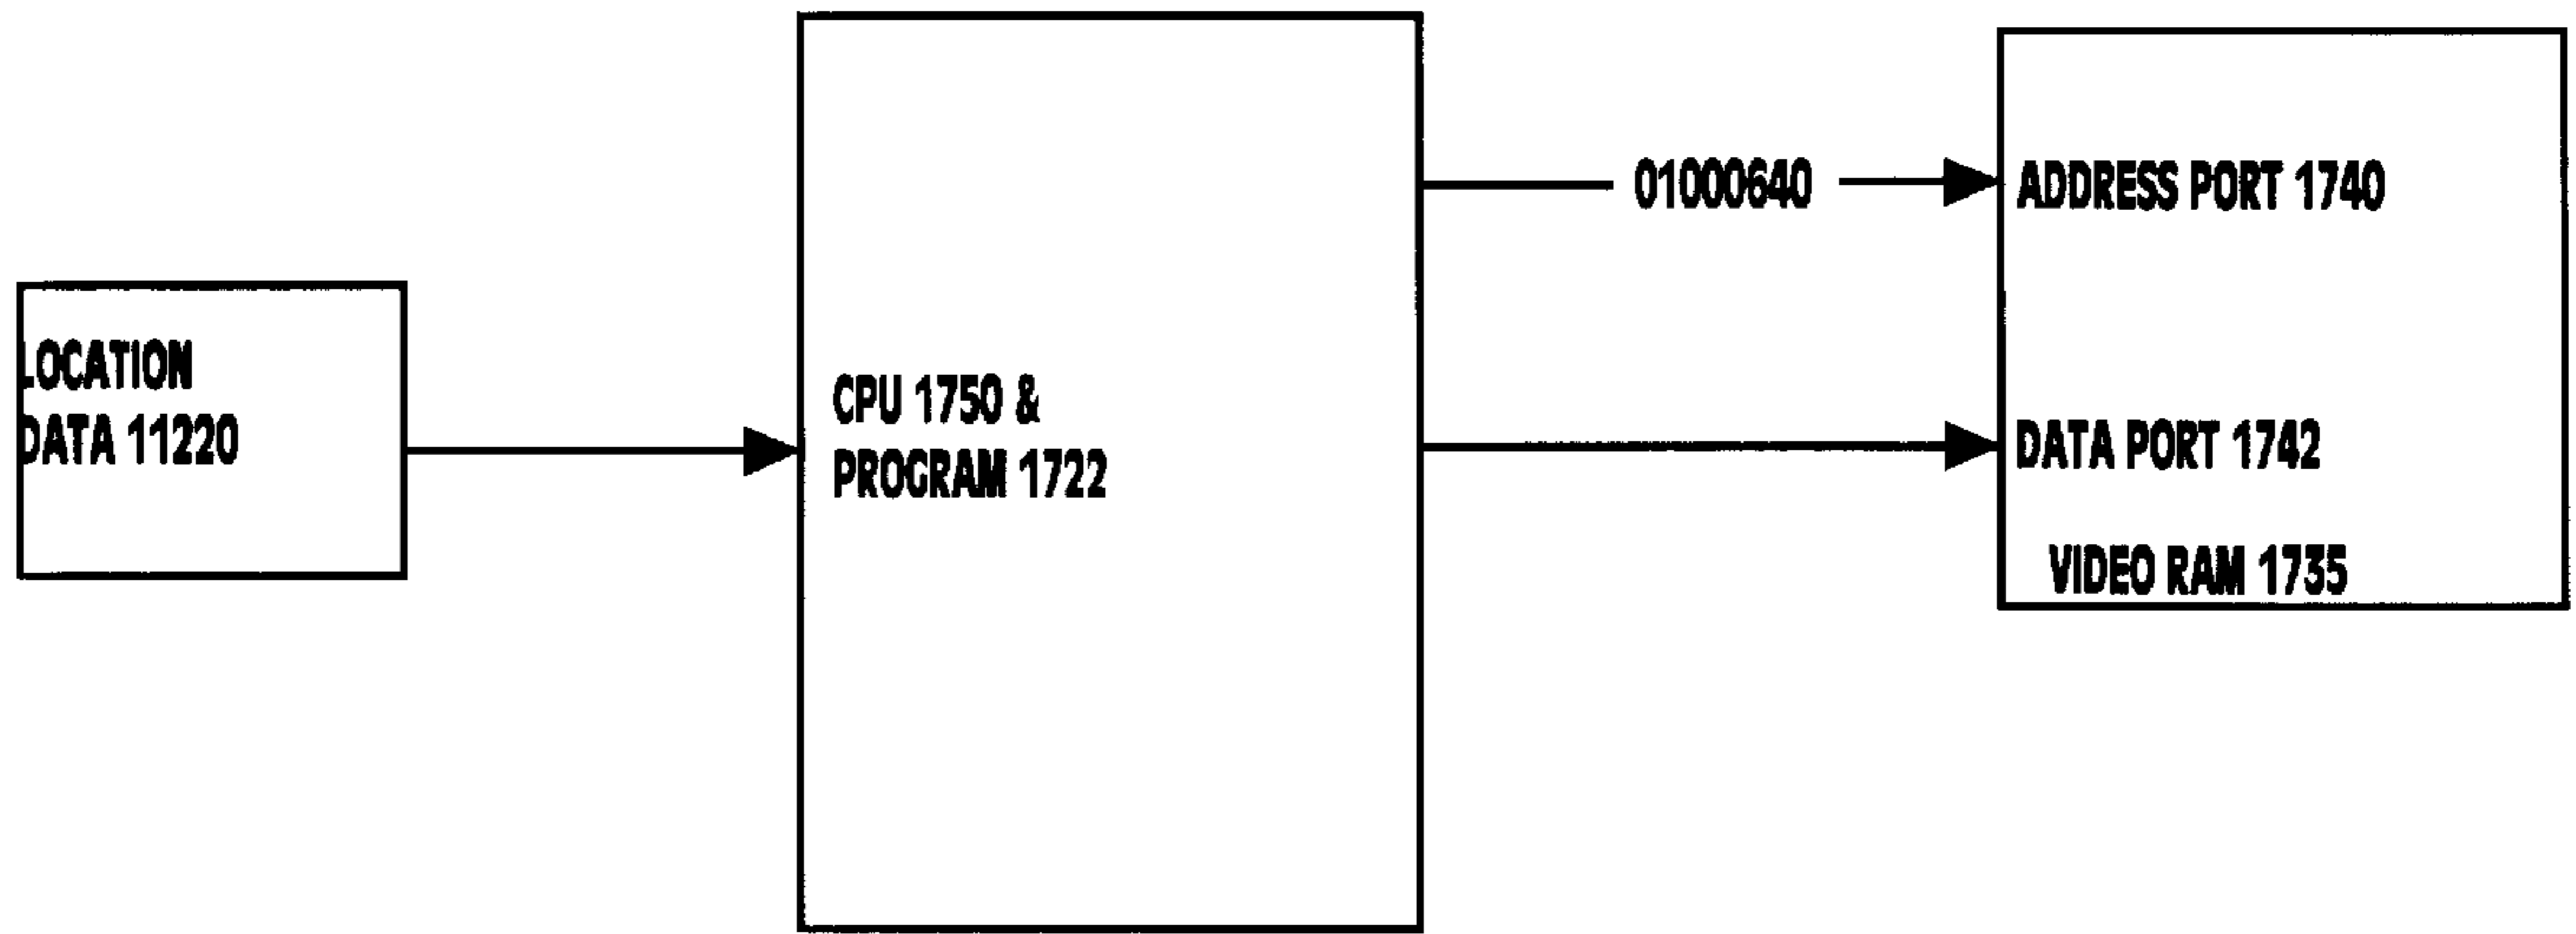 LOCATION
DATA 11220
CPU 1750 &
PROGRAM 1722
01000640
ADDRESS PORT 1740
DATA PORT 1742
VIDEO RAM 1735